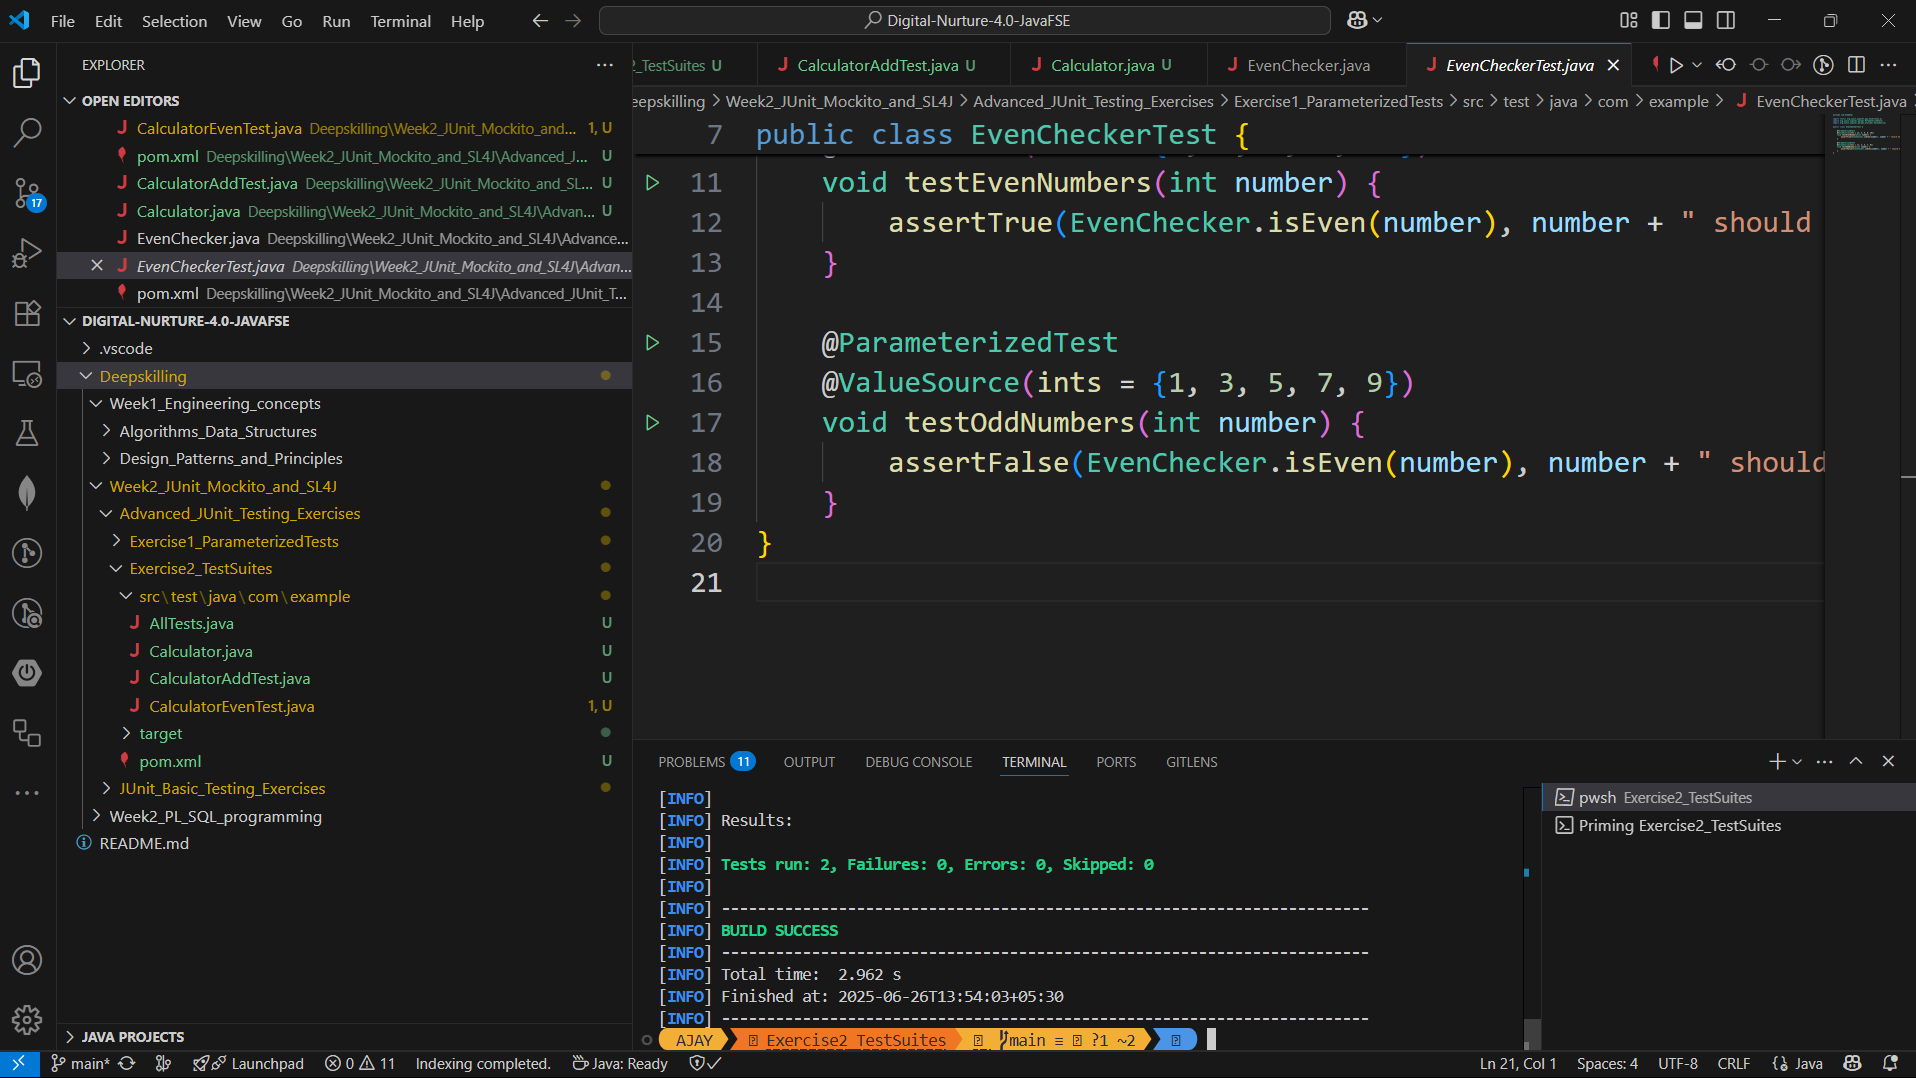 File Edit Selection View Go Run Terminal Help
Digital-Nurture-4.0-JavaFSE
EXPLORER
OPEN EDITORS
CalculatorEvenTest.java Deepskilling\Week2_JUnit_Mockito_and... 1, U
pom.xml Deepskilling\Week2_JUnit_Mockito_and_SL4J\Advanced_J... U
CalculatorAddTest.java Deepskilling\Week2_JUnit_Mockito_and_SL... U
Calculator.java Deepskilling\Week2_JUnit_Mockito_and_SL4J\Advan... U
EvenChecker.java Deepskilling\Week2_JUnit_Mockito_and_SL4J\Advance...
EvenCheckerTest.java Deepskilling\Week2_JUnit_Mockito_and_SL4J\Advan...
pom.xml Deepskilling\Week2_JUnit_Mockito_and_SL4J\Advanced_JUnit_T...
DIGITAL-NURTURE-4.0-JAVAFSE
.vscode
Deepskilling
Week1_Engineering_concepts
Algorithms_Data_Structures
Design_Patterns_and_Principles
Week2_JUnit_Mockito_and_SL4J
Advanced_JUnit_Testing_Exercises
Exercise1_ParameterizedTests
Exercise2_TestSuites
src\test\java\com\example
AllTests.java U
Calculator.java U
CalculatorAddTest.java U
CalculatorEvenTest.java 1, U
target
pom.xml U
JUnit_Basic_Testing_Exercises
Week2_PL_SQL_programming
README.md
JAVA PROJECTS
17
2_TestSuites U CalculatorAddTest.java U Calculator.java U EvenChecker.java EvenCheckerTest.java
eepskilling > Week2_JUnit_Mockito_and_SL4J > Advanced_JUnit_Testing_Exercises > Exercise1_ParameterizedTests > src > test > java > com > example > EvenCheckerTest.java
7 public class EvenCheckerTest {
11 void testEvenNumbers(int number) {
12 assertTrue(EvenChecker.isEven(number), number + " should
13 }
14
15 @ParameterizedTest
16 @ValueSource(ints = {1, 3, 5, 7, 9})
17 void testOddNumbers(int number) {
18 assertFalse(EvenChecker.isEven(number), number + " should
19 }
20 }
21
PROBLEMS 11 OUTPUT DEBUG CONSOLE TERMINAL PORTS GITLENS
[INFO]
[INFO] Results:
[INFO]
[INFO] Tests run: 2, Failures: 0, Errors: 0, Skipped: 0
[INFO]
[INFO] ------------------------------------------------------------------------
[INFO] BUILD SUCCESS
[INFO] ------------------------------------------------------------------------
[INFO] Total time:  2.962 s
[INFO] Finished at: 2025-06-26T13:54:03+05:30
[INFO] ------------------------------------------------------------------------
AJAY Exercise2_TestSuites main ≡ ?1 ~2
pwsh Exercise2_TestSuites
Priming Exercise2_TestSuites
main* Launchpad 0 11 Indexing completed. Java: Ready Ln 21, Col 1 Spaces: 4 UTF-8 CRLF {} Java